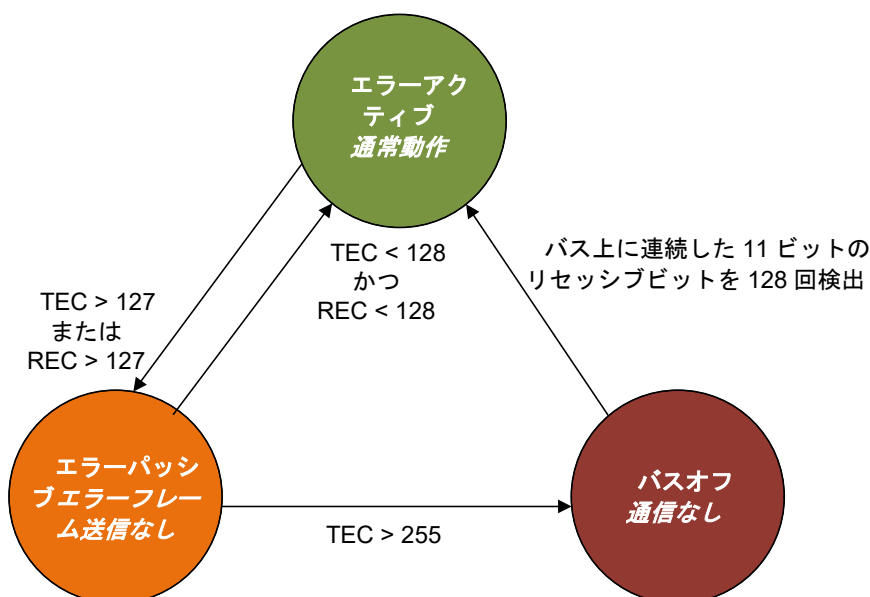 エラーアク
ティブ
通常動作
TEC < 128
かつ
REC < 128
バス上に連続した 11 ビットの
リセッシブビットを 128 回検出
TEC > 127
または
REC > 127
エラーパッシ
ブエラーフレー
ム送信なし
TEC > 255
バスオフ
通信なし